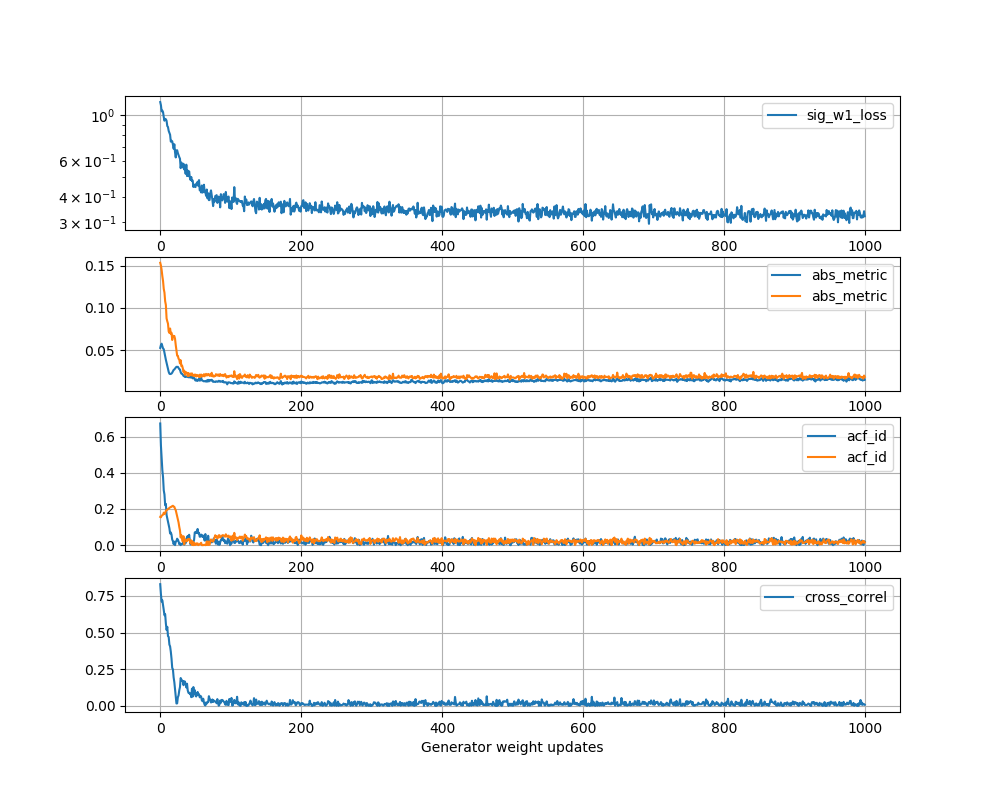 sig_w1_loss
10⁰
6 × 10⁻¹
4 × 10⁻¹
3 × 10⁻¹
0 200 400 600 800 1000
abs_metric
abs_metric
0.15
0.10
0.05
0 200 400 600 800 1000
acf_id
acf_id
0.6
0.4
0.2
0.0
0 200 400 600 800 1000
cross_correl
0.75
0.50
0.25
0.00
0 200 400 600 800 1000
Generator weight updates